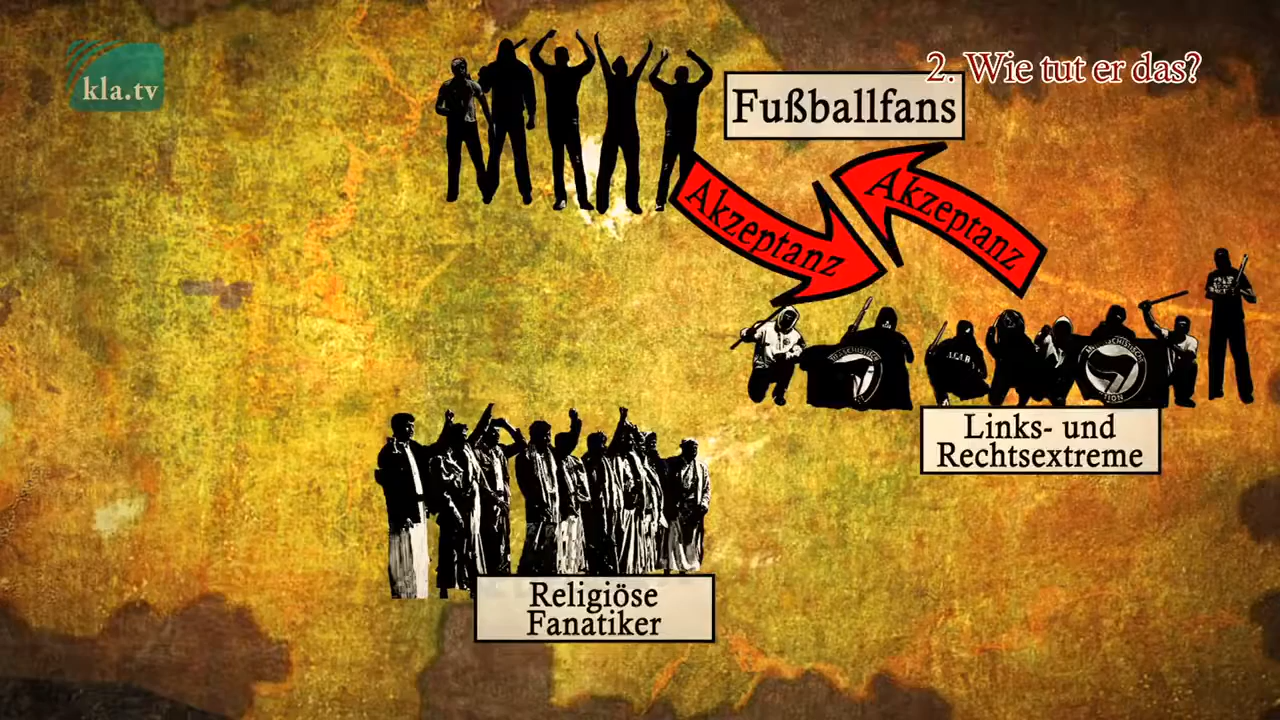 kla.tv
2. Wie tut er das?
Fußballfans
Akzeptanz
Akzeptanz
A.C.A.B
Links- und
Rechtsextreme
Religiöse
Fanatiker